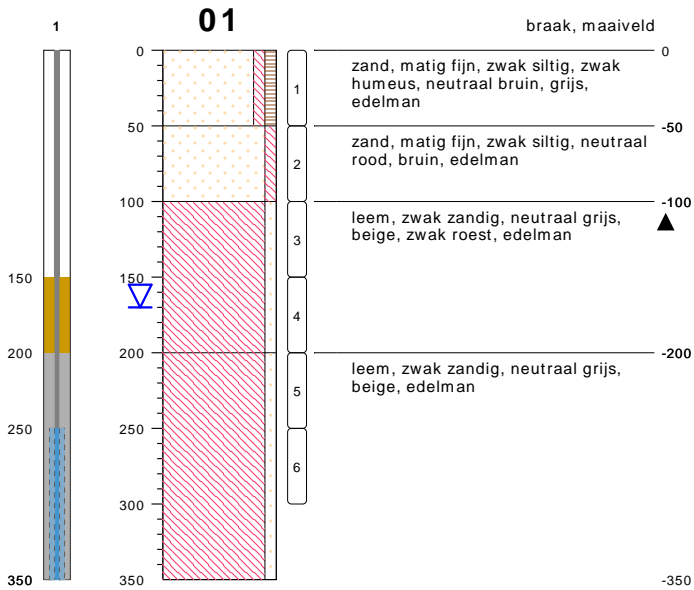 1
01
braak, maaiveld
0
50
100
150
200
250
300
350
150
200
250
350
1
2
3
4
5
6
zand, matig fijn, zwak siltig, zwak
humeus, neutraal bruin, grijs,
edelman
zand, matig fijn, zwak siltig, neutraal
rood, bruin, edelman
leem, zwak zandig, neutraal grijs,
beige, zwak roest, edelman
leem, zwak zandig, neutraal grijs,
beige, edelman
0
-50
-100
-200
-350